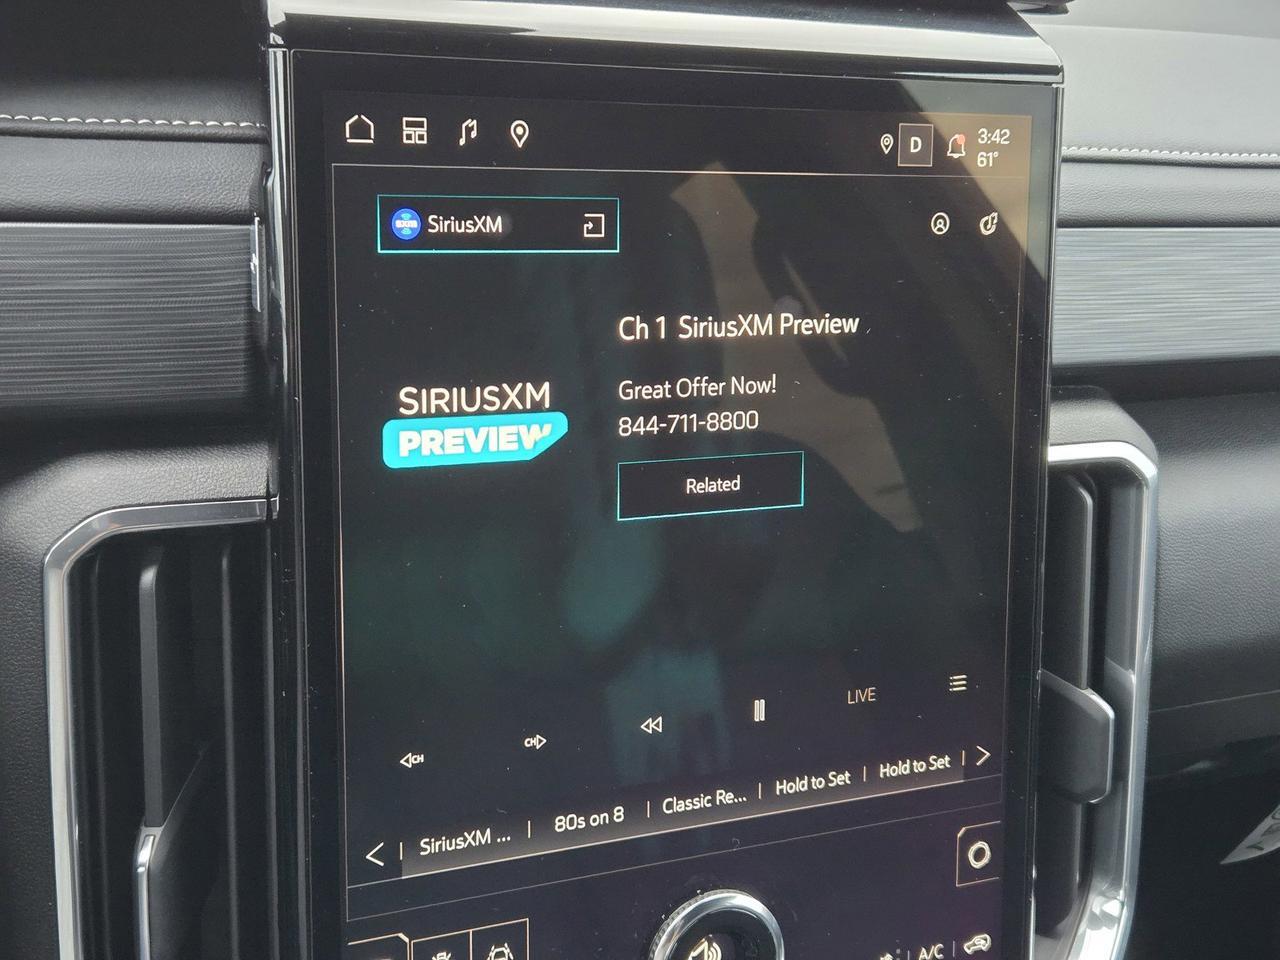 D
3:42
61°
SXM
SiriusXM
Ch 1 SiriusXM Preview
SIRIUSXM
PREVIEW
Great Offer Now!
844-711-8800
Related
CH
CH
LIVE
SiriusXM ...
80s on 8
Classic Re...
Hold to Set
Hold to Set
A/C